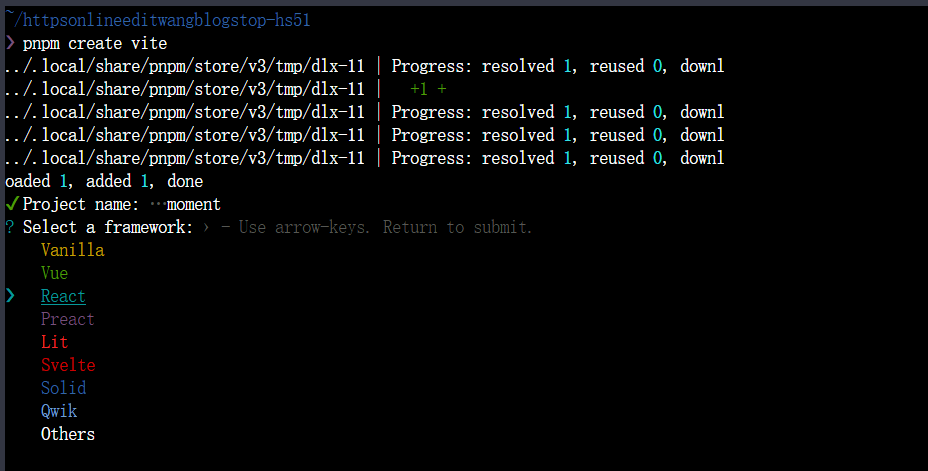 ~/httpsonlineeditwangblogstop-hs51
❯ pnpm create vite
../.local/share/pnpm/store/v3/tmp/dlx-11 | Progress: resolved 1, reused 0, downl
../.local/share/pnpm/store/v3/tmp/dlx-11 |   +1 +
../.local/share/pnpm/store/v3/tmp/dlx-11 | Progress: resolved 1, reused 0, downl
../.local/share/pnpm/store/v3/tmp/dlx-11 | Progress: resolved 1, reused 0, downl
../.local/share/pnpm/store/v3/tmp/dlx-11 | Progress: resolved 1, reused 0, downl
oaded 1, added 1, done
✔ Project name: …moment
? Select a framework: › - Use arrow-keys. Return to submit.
Vanilla
Vue
❯ React
Preact
Lit
Svelte
Solid
Qwik
Others